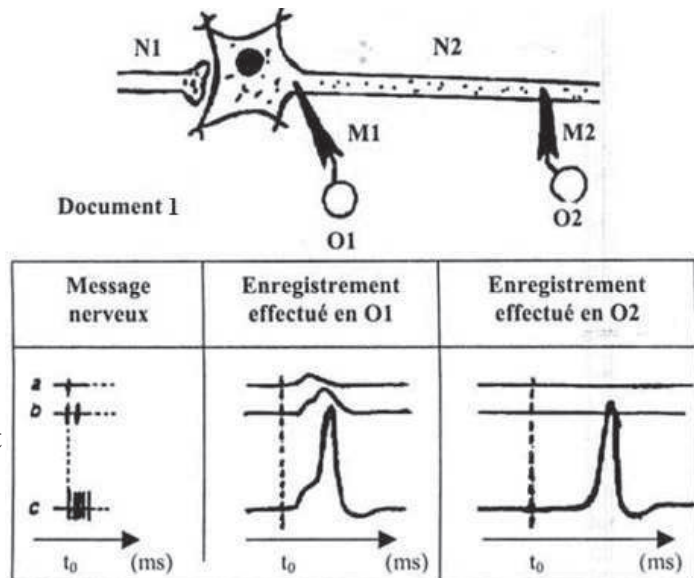 N1
N2
M1
M2
Document 1
O1
O2
Message nerveux
Enregistrement effectué en O1
Enregistrement effectué en O2
a
b
c
t₀ (ms)
t₀ (ms)
t₀ (ms)